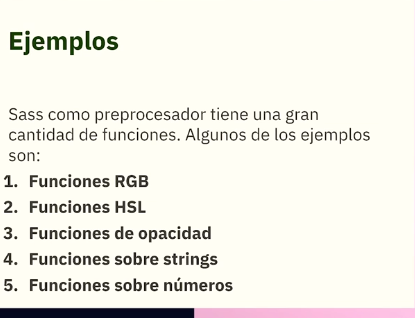 Ejemplos
Sass como preprocesador tiene una gran
cantidad de funciones. Algunos de los ejemplos
son:
1. Funciones RGB
2. Funciones HSL
3. Funciones de opacidad
4. Funciones sobre strings
5. Funciones sobre números